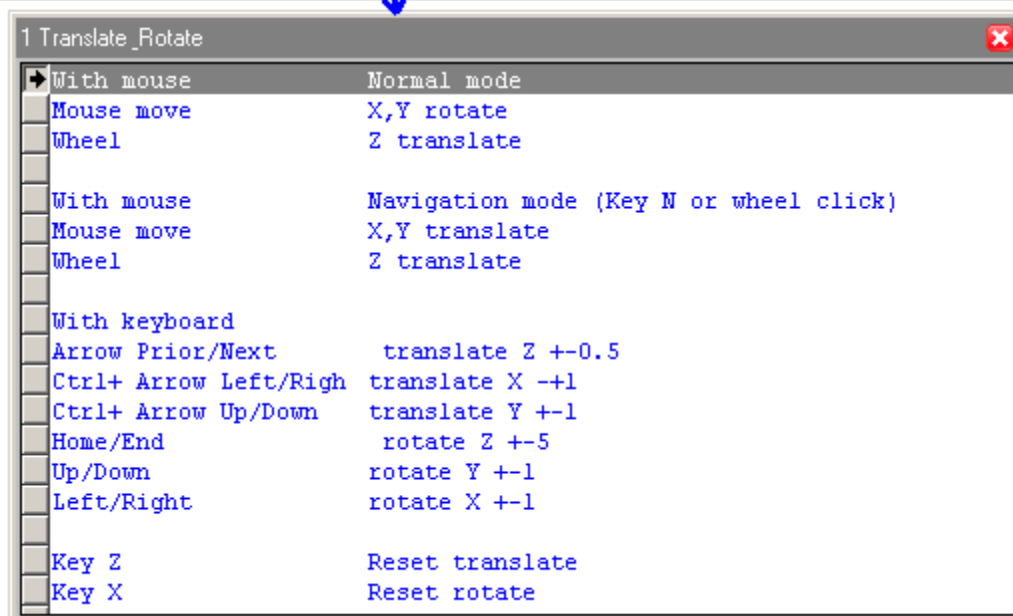 1 Translate_Rotate
With mouse Normal mode
Mouse move X,Y rotate
Wheel Z translate
With mouse Navigation mode (Key N or wheel click)
Mouse move X,Y translate
Wheel Z translate
With keyboard
Arrow Prior/Next translate Z +-0.5
Ctrl+ Arrow Left/Righ translate X -+1
Ctrl+ Arrow Up/Down translate Y +-1
Home/End rotate Z +-5
Up/Down rotate Y +-1
Left/Right rotate X +-1
Key Z Reset translate
Key X Reset rotate